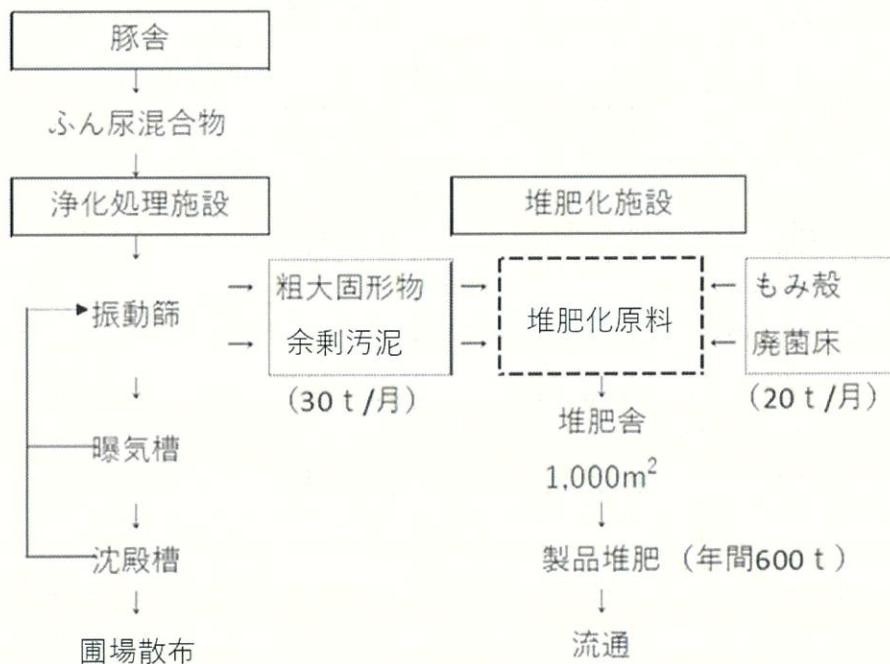 豚舎
ふん尿混合物
浄化処理施設
堆肥化施設
振動篩
粗大固形物
余剰汚泥
(30t/月)
堆肥化原料
もみ殻
廃菌床
(20t/月)
堆肥舎
1,000m²
曝気槽
沈殿槽
製品堆肥（年間600t）
圃場散布
流通